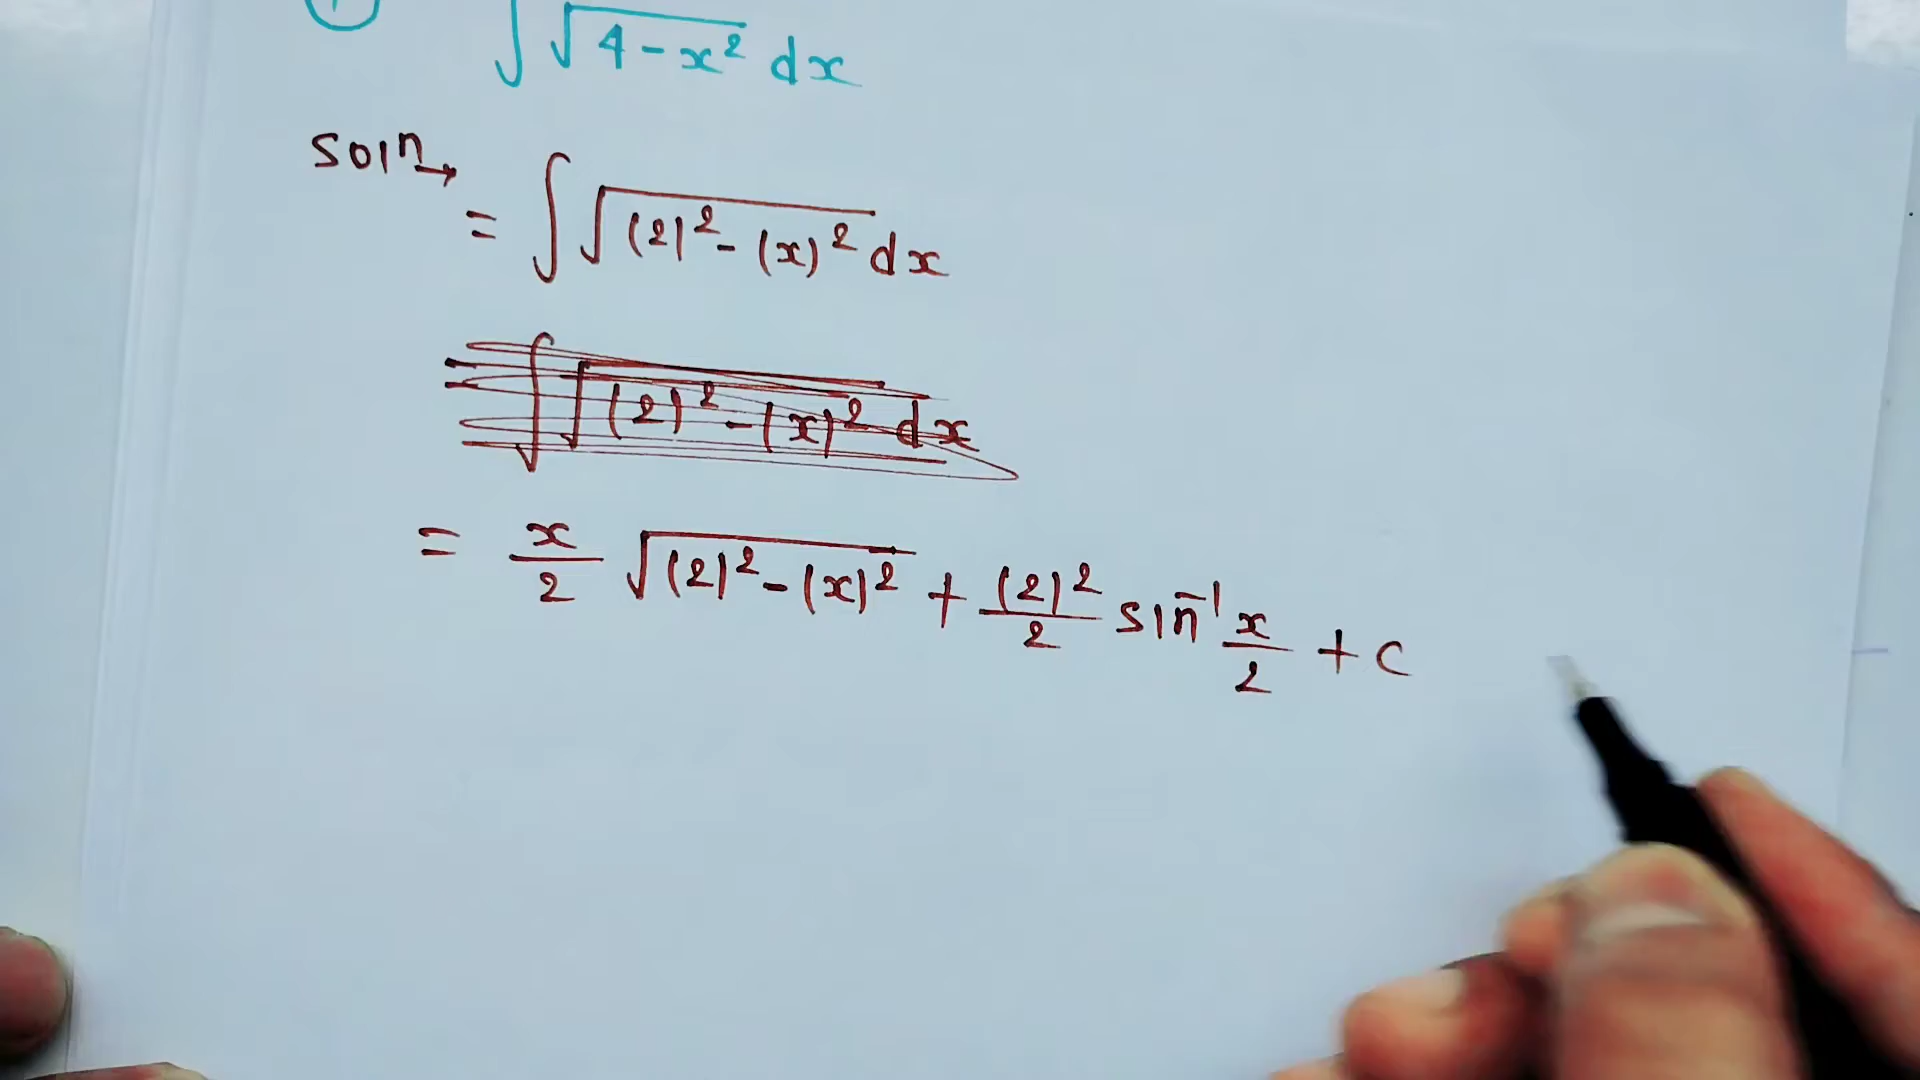 ∫√(4-x²) dx
Solⁿ→
= ∫√((2)²-(x)²) dx
= ∫√((2)²-(x)²) dx
= x/2 √((2)²-(x)²) + (2)²/2 sin⁻¹ x/2 + c